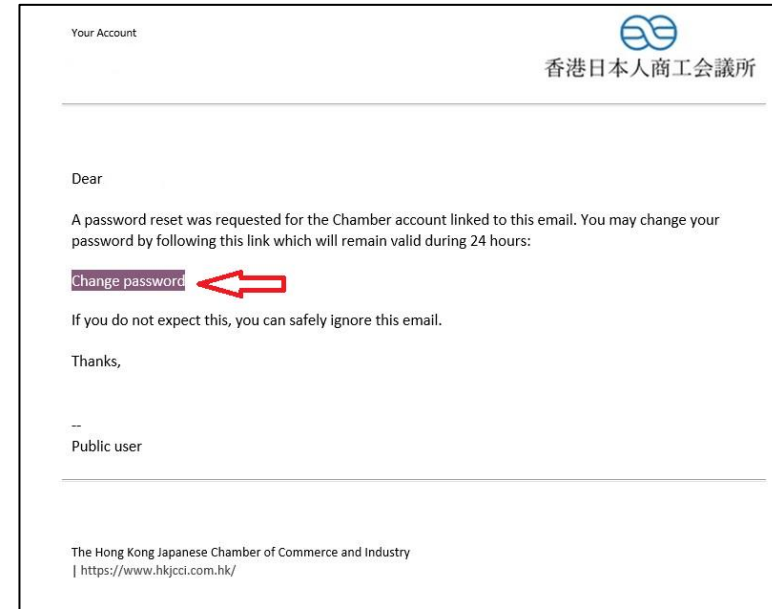 Your Account
香港日本人商工会議所
Dear
A password reset was requested for the Chamber account linked to this email. You may change your
password by following this link which will remain valid during 24 hours:
Change password
If you do not expect this, you can safely ignore this email.
Thanks,
--
Public user
The Hong Kong Japanese Chamber of Commerce and Industry
| https://www.hkjcci.com.hk/